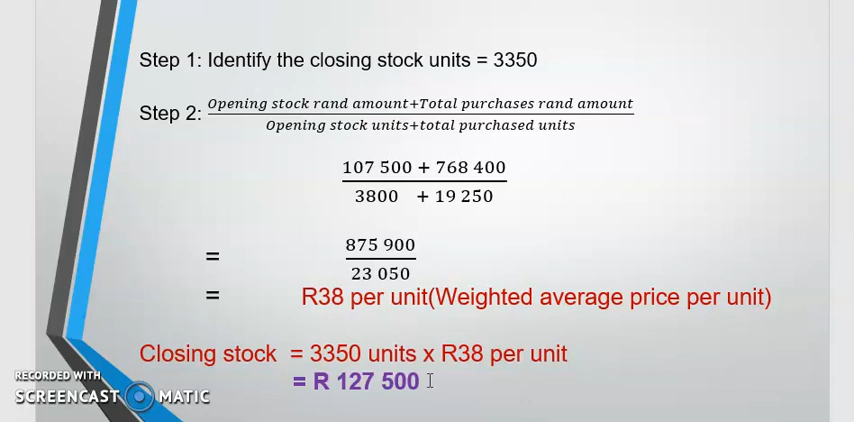 Step 1: Identify the closing stock units = 3350
Step 2: Opening stock rand amount+Total purchases rand amount
Opening stock units+total purchased units
107 500 + 768 400
3800 + 19 250
= 875 900
23 050
= R38 per unit(Weighted average price per unit)
Closing stock = 3350 units x R38 per unit
= R 127 500
RECORDED WITH
SCREENCAST MATIC